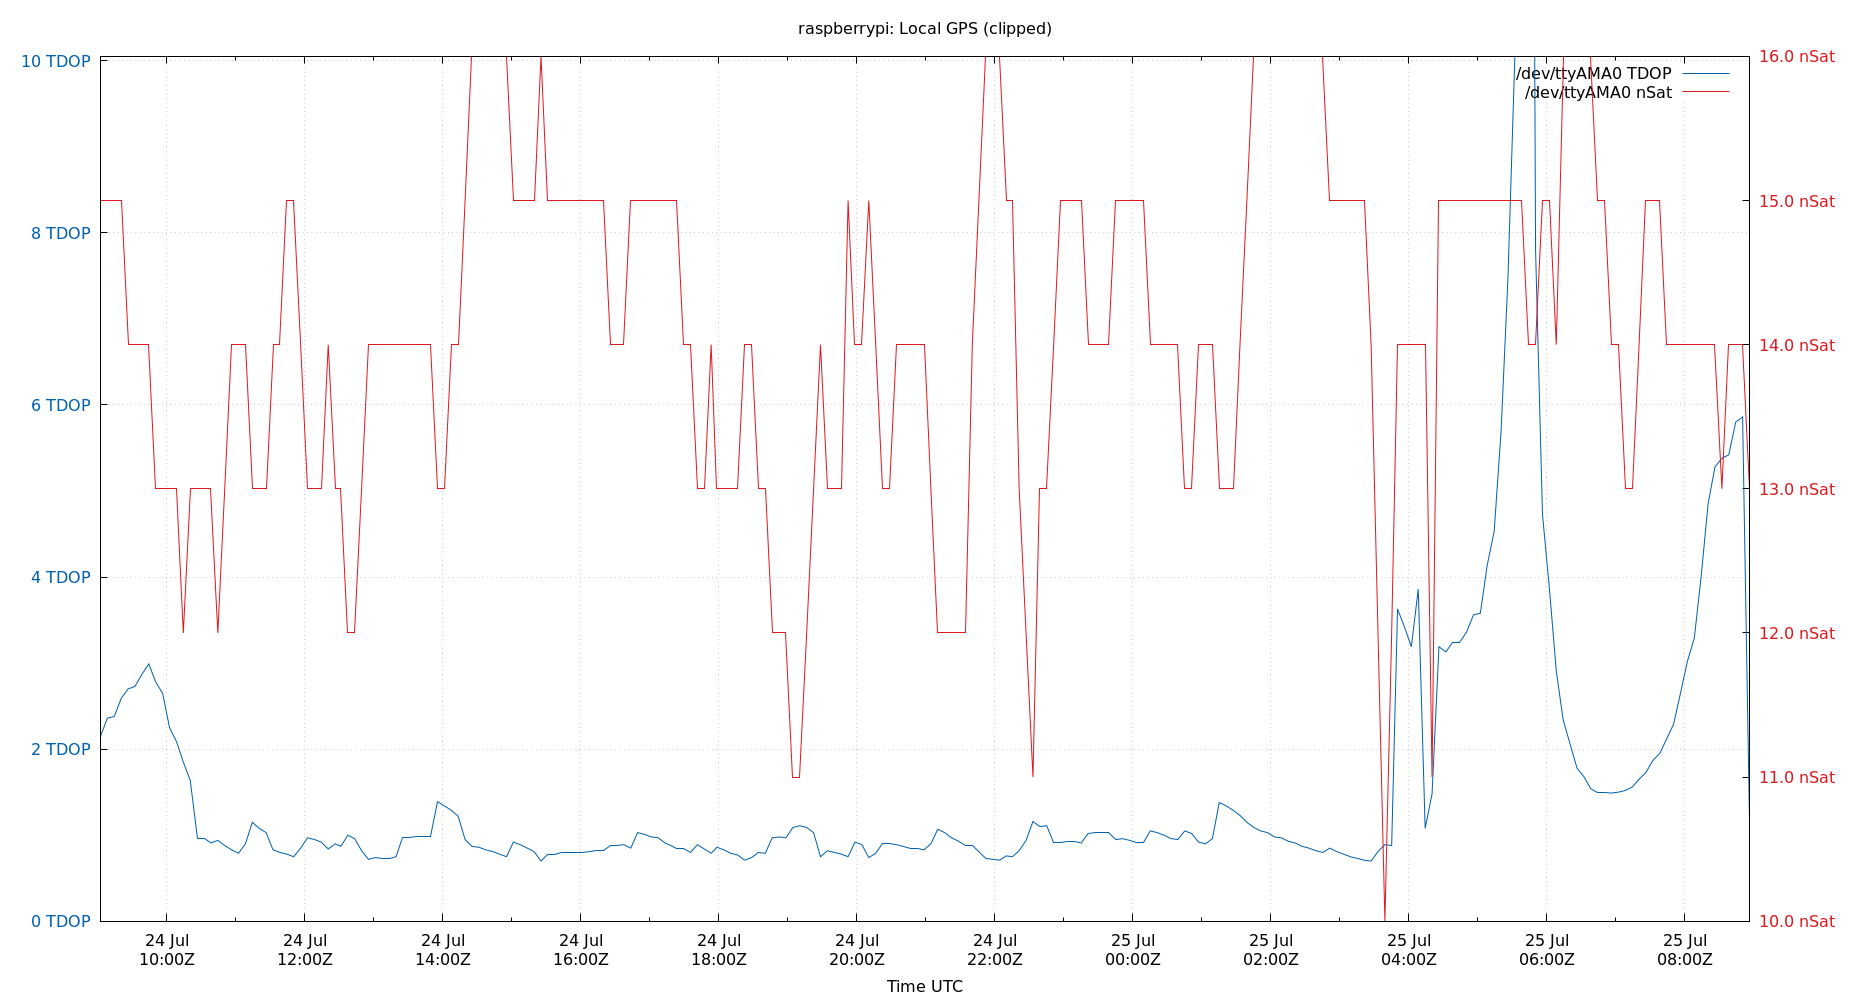 raspberrypi: Local GPS (clipped)
10 TDOP
8 TDOP
6 TDOP
4 TDOP
2 TDOP
0 TDOP
16.0 nSat
15.0 nSat
14.0 nSat
13.0 nSat
12.0 nSat
11.0 nSat
10.0 nSat
/dev/ttyAMA0 TDOP
/dev/ttyAMA0 nSat
24 Jul 24 Jul 24 Jul 24 Jul 24 Jul 24 Jul 24 Jul 25 Jul 25 Jul 25 Jul 25 Jul 25 Jul
10:00Z 12:00Z 14:00Z 16:00Z 18:00Z 20:00Z 22:00Z 00:00Z 02:00Z 04:00Z 06:00Z 08:00Z
Time UTC